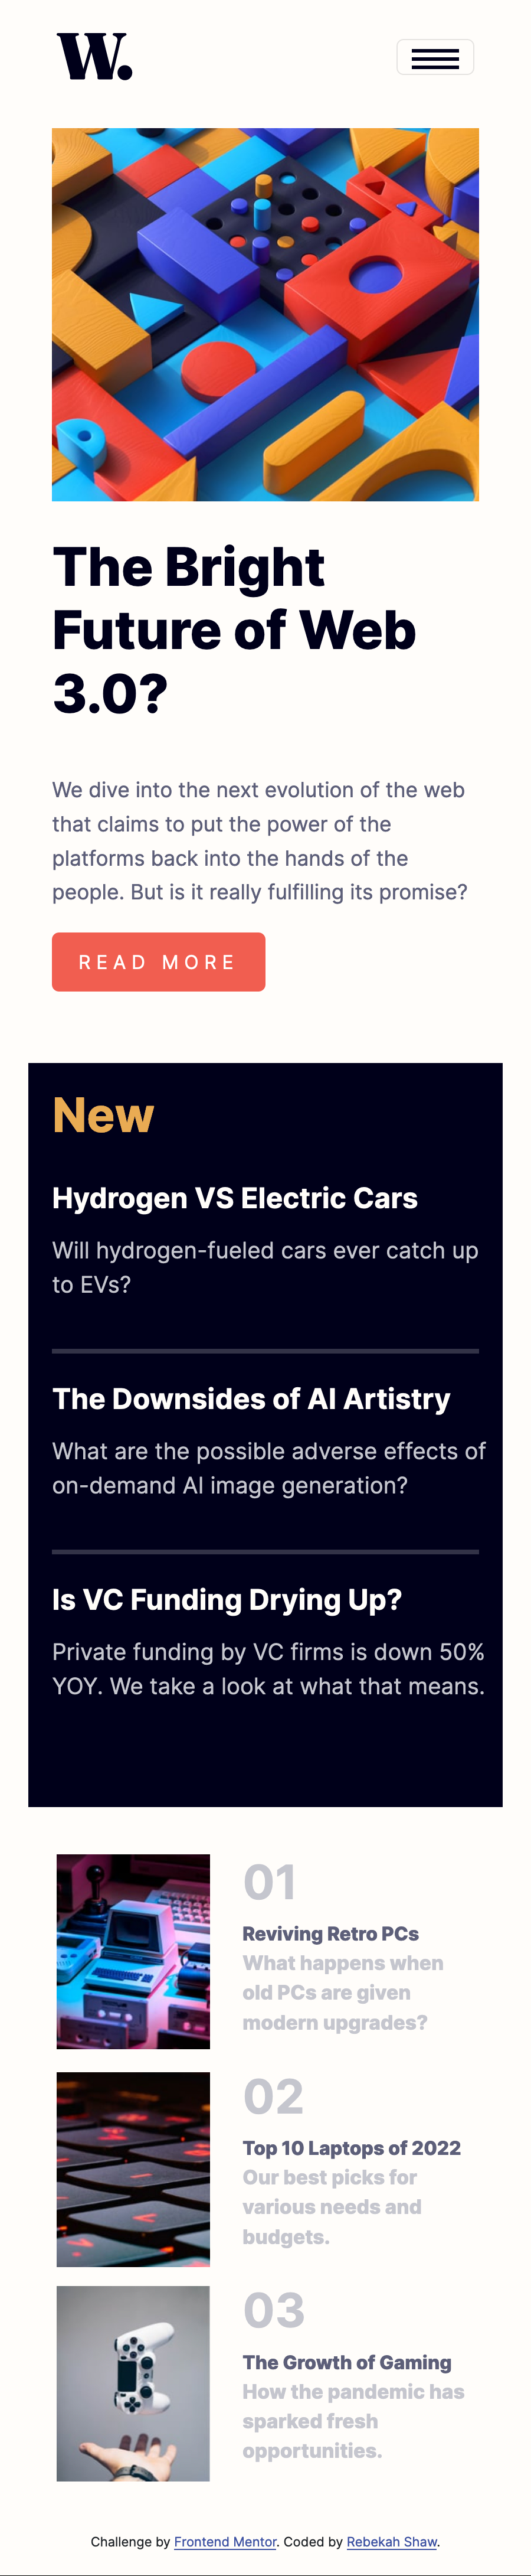 W.
The Bright
Future of Web
3.0?
We dive into the next evolution of the web
that claims to put the power of the
platforms back into the hands of the
people. But is it really fulfilling its promise?
READ MORE
New
Hydrogen VS Electric Cars
Will hydrogen-fueled cars ever catch up
to EVs?
The Downsides of AI Artistry
What are the possible adverse effects of
on-demand AI image generation?
Is VC Funding Drying Up?
Private funding by VC firms is down 50%
YOY. We take a look at what that means.
01
Reviving Retro PCs
What happens when
old PCs are given
modern upgrades?
02
Top 10 Laptops of 2022
Our best picks for
various needs and
budgets.
03
The Growth of Gaming
How the pandemic has
sparked fresh
opportunities.
Challenge by Frontend Mentor. Coded by Rebekah Shaw.